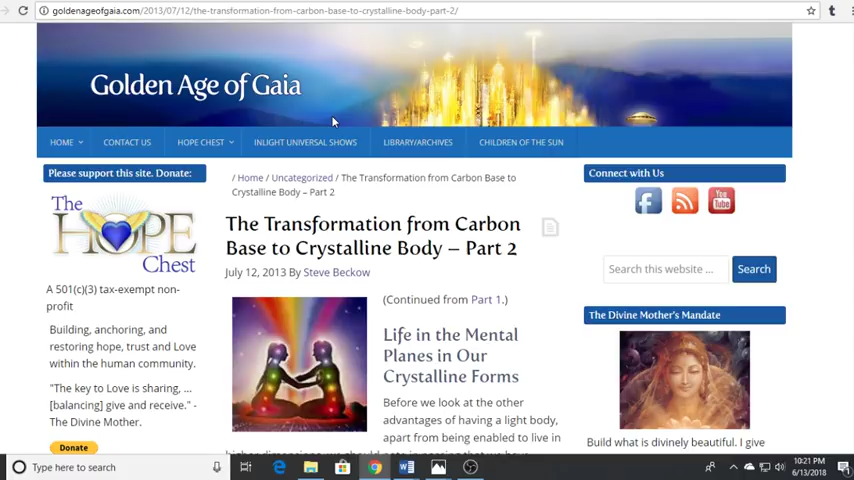 goldenageofgaia.com/2013/07/12/the-transformation-from-carbon-base-to-crystalline-body-part-2/
Golden Age of Gaia
HOME CONTACT US HOPE CHEST INLIGHT UNIVERSAL SHOWS LIBRARY/ARCHIVES CHILDREN OF THE SUN
Please support this site. Donate:
The
HOPE
Chest
A 501(c)(3) tax-exempt non-
profit
Building, anchoring, and
restoring hope, trust and Love
within the human community.
"The key to Love is sharing, ...
[balancing] give and receive." -
The Divine Mother.
Donate
/ Home / Uncategorized / The Transformation from Carbon Base to
Crystalline Body – Part 2
The Transformation from Carbon
Base to Crystalline Body – Part 2
July 12, 2013 By Steve Beckow
(Continued from Part 1.)
Life in the Mental
Planes in Our
Crystalline Forms
Before we look at the other
advantages of having a light body,
apart from being enabled to live in
Connect with Us
You
Tube
Search this website ... Search
The Divine Mother's Mandate
Build what is divinely beautiful. I give
Type here to search
10:21 PM
6/13/2018